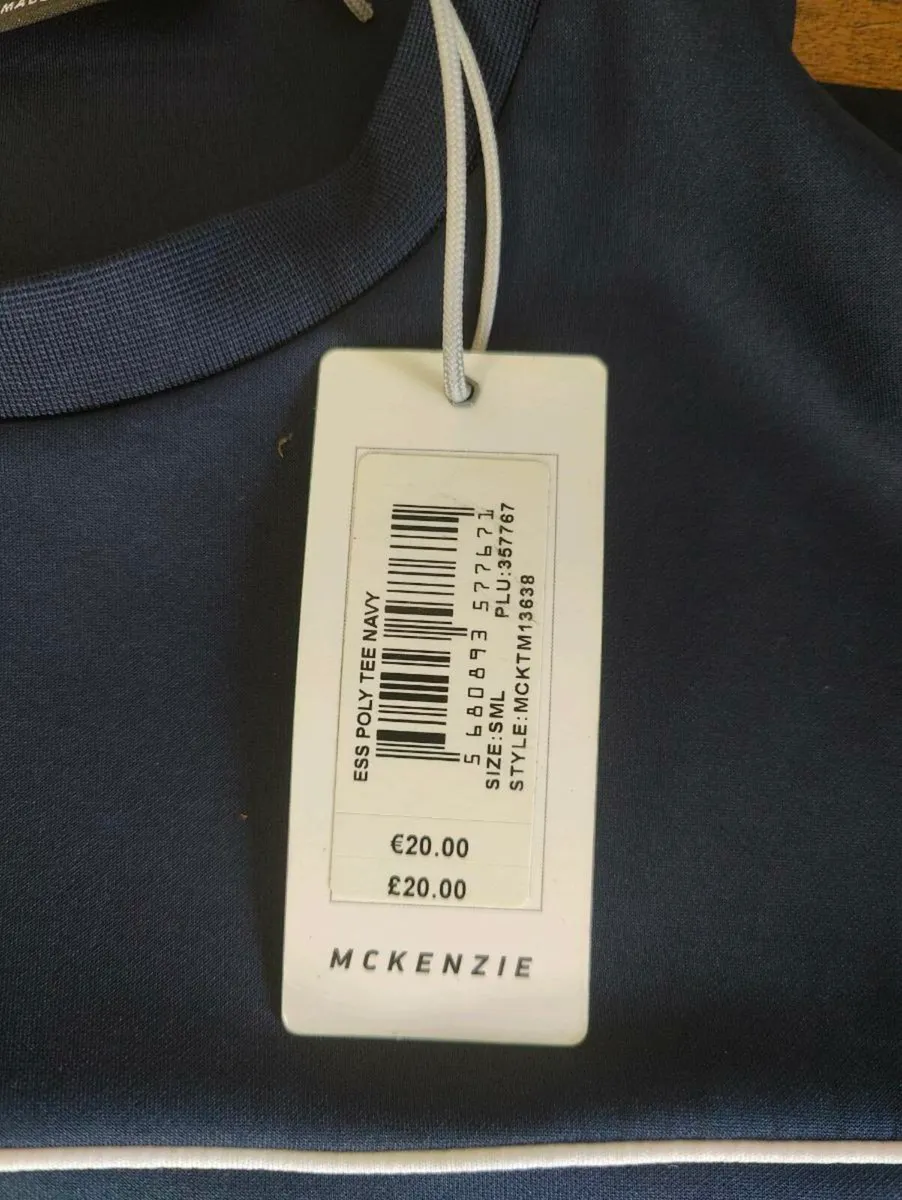 ESS POLY TEE NAVY
5 680893 577671
SIZE:SML PLU:357767
STYLE:MCKTM13638
€20.00
£20.00
MCKENZIE